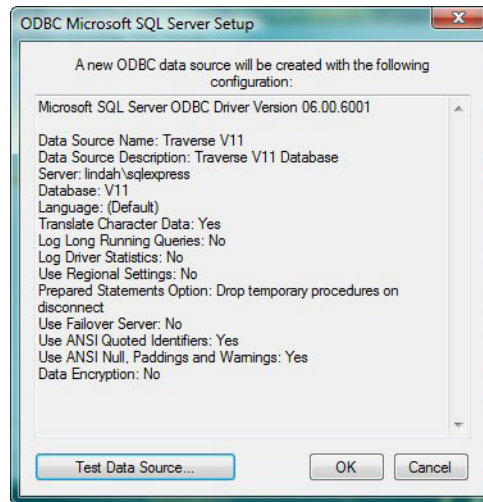 ODBC Microsoft SQL Server Setup
A new ODBC data source will be created with the following
configuration:
Microsoft SQL Server ODBC Driver Version 06.00.6001
Data Source Name: Traverse V11
Data Source Description: Traverse V11 Database
Server: lindah\sqlexpress
Database: V11
Language: (Default)
Translate Character Data: Yes
Log Long Running Queries: No
Log Driver Statistics: No
Use Regional Settings: No
Prepared Statements Option: Drop temporary procedures on
disconnect
Use Failover Server: No
Use ANSI Quoted Identifiers: Yes
Use ANSI Null, Paddings and Warnings: Yes
Data Encryption: No
Test Data Source...
OK
Cancel